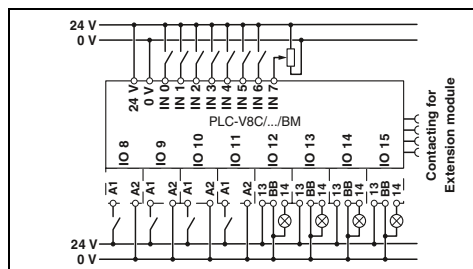 24 V
0 V
24 V 0 V IN 0 IN 1 IN 2 IN 3 IN 4 IN 5 IN 6 IN 7
PLC-V8C/.../BM
IO 8 IO 9 IO 10 IO 11 IO 12 IO 13 IO 14 IO 15
Contacting for
Extension module
A1 A2 A1 A2 A1 A2 A1 A2 13 BB 14 13 BB 14 13 BB 14 13 BB 14
24 V
0 V